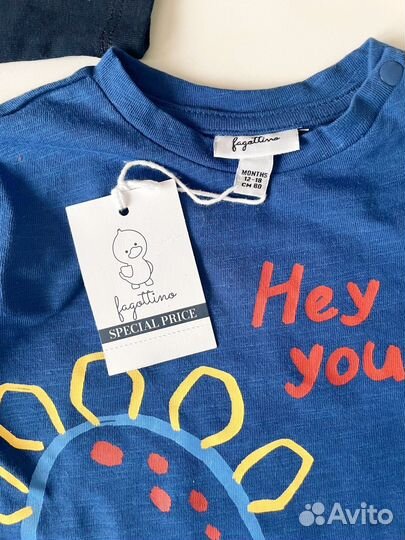 fagottino
MONTHS
12-18
CM 80
fagottino
SPECIAL PRICE
Hey
you
Avito